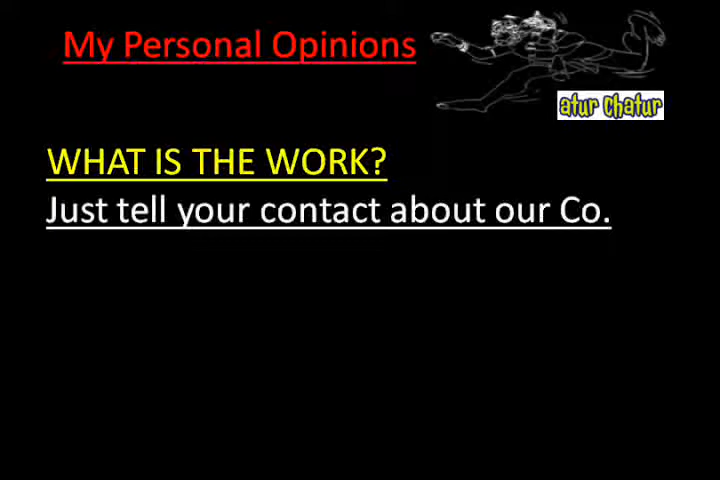 My Personal Opinions
atur Chatur
WHAT IS THE WORK?
Just tell your contact about our Co.